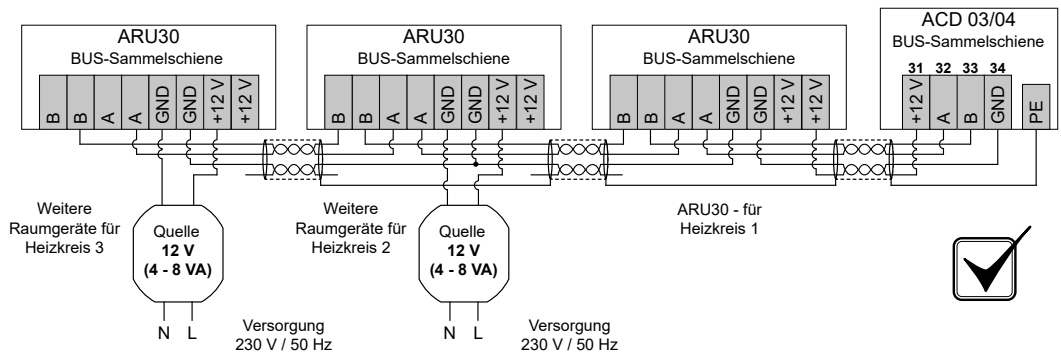 ARU30
BUS-Sammelschiene
B B A A GND GND +12 V +12 V
ARU30
BUS-Sammelschiene
B B A A GND GND +12 V +12 V
ARU30
BUS-Sammelschiene
B B A A GND GND +12 V +12 V
ACD 03/04
BUS-Sammelschiene
31 32 33 34
+12 V A B GND PE
Weitere
Raumgeräte für
Heizkreis 3
Quelle
12 V
(4 - 8 VA)
N L
Versorgung
230 V / 50 Hz
Weitere
Raumgeräte für
Heizkreis 2
Quelle
12 V
(4 - 8 VA)
N L
Versorgung
230 V / 50 Hz
ARU30 - für
Heizkreis 1